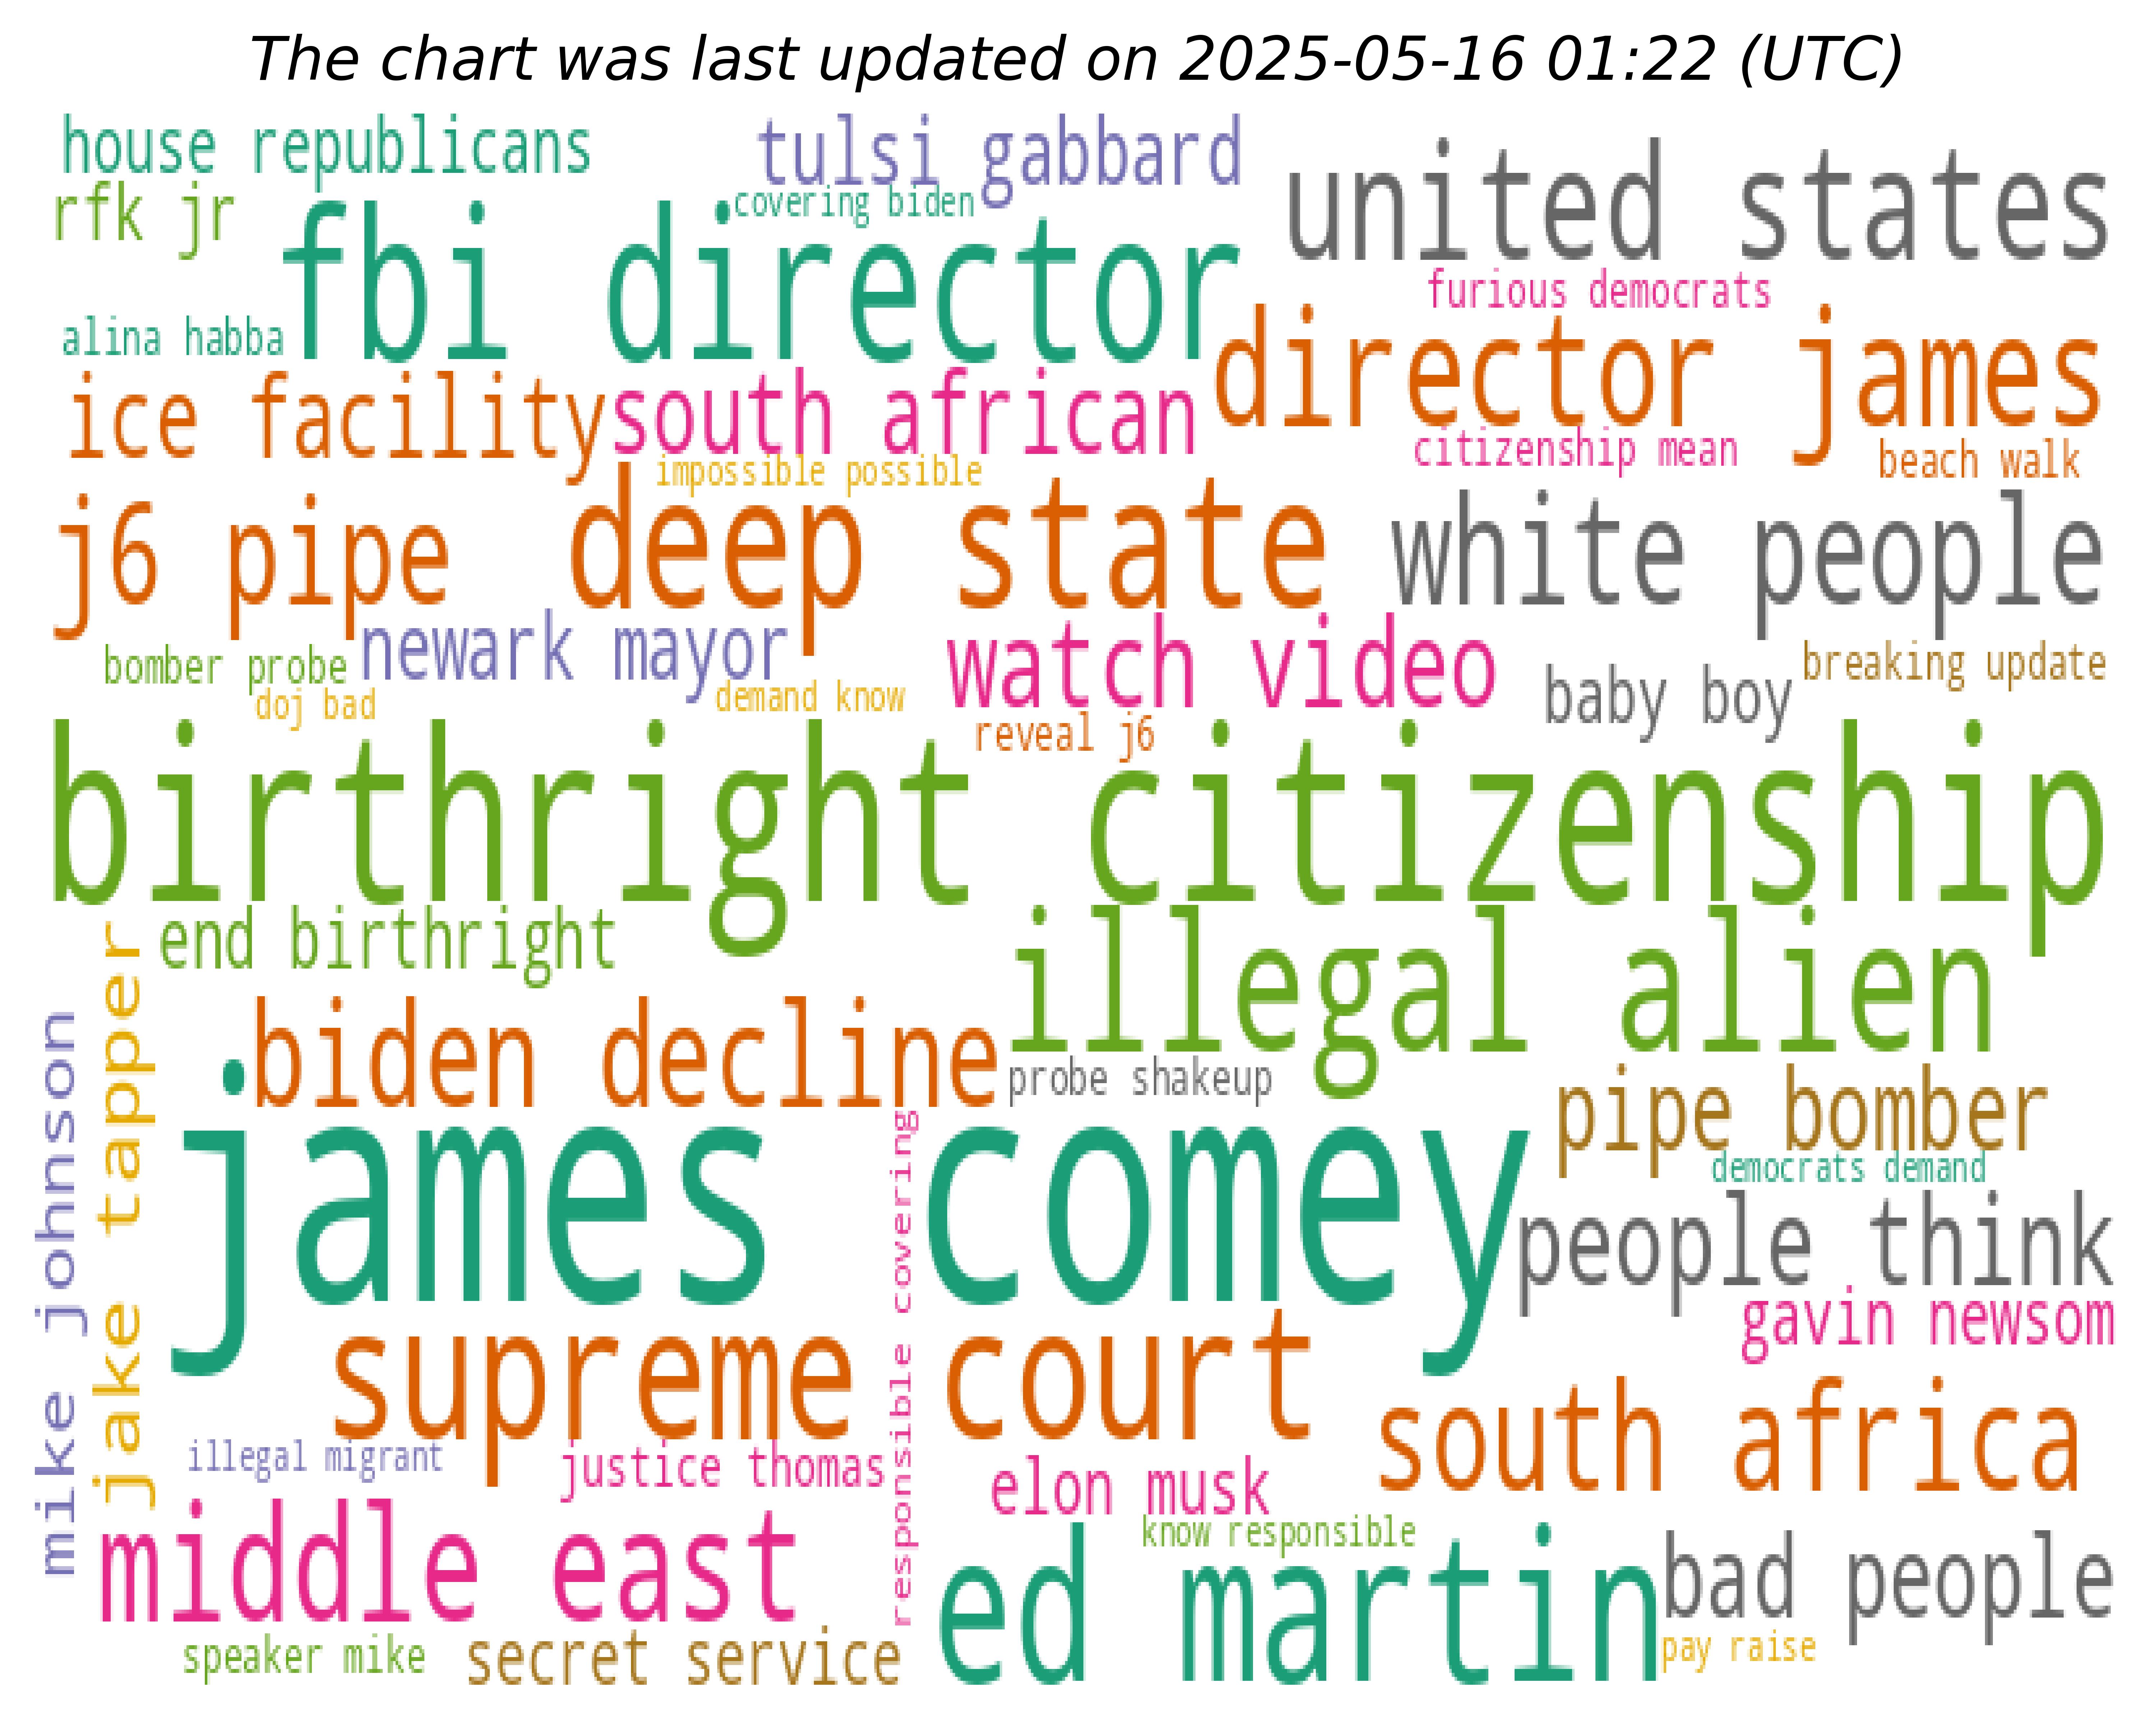 The chart was last updated on 2025-05-16 01:22 (UTC)
house republicans
tulsi gabbard
united states
rfk jr
covering biden
fbi director
furious democrats
alina habba
director james
ice facility
south african
citizenship mean
beach walk
impossible possible
j6 pipe
deep state
white people
newark mayor
watch video
bomber probe
breaking update
baby boy
doj bad
demand know
reveal j6
birthright citizenship
end birthright
illegal alien
jake tapper
mike johnson
biden decline
probe shakeup
pipe bomber
democrats demand
james comey
responsible covering
people think
gavin newsom
supreme court
south africa
illegal migrant
justice thomas
elon musk
middle east
know responsible
ed martin
bad people
speaker mike
secret service
pay raise